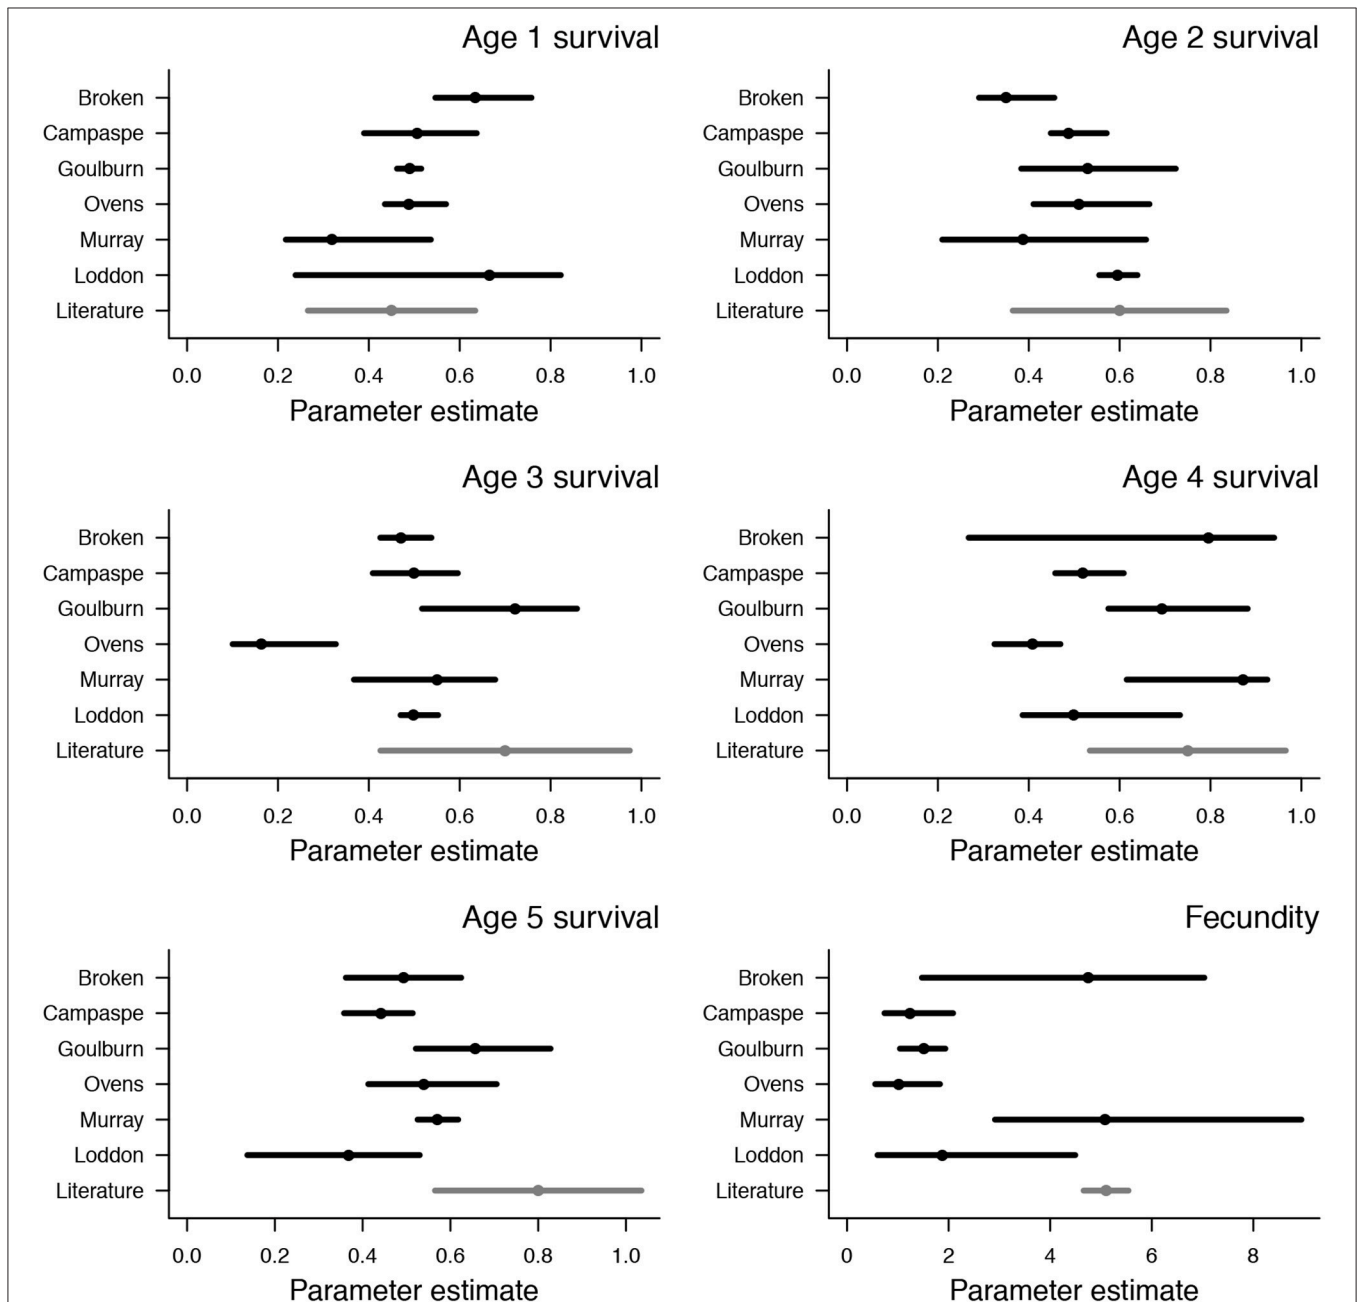 Age 1 survival
Broken
Campaspe
Goulburn
Ovens
Murray
Loddon
Literature
0.0 0.2 0.4 0.6 0.8 1.0
Parameter estimate
Age 2 survival
Broken
Campaspe
Goulburn
Ovens
Murray
Loddon
Literature
0.0 0.2 0.4 0.6 0.8 1.0
Parameter estimate
Age 3 survival
Broken
Campaspe
Goulburn
Ovens
Murray
Loddon
Literature
0.0 0.2 0.4 0.6 0.8 1.0
Parameter estimate
Age 4 survival
Broken
Campaspe
Goulburn
Ovens
Murray
Loddon
Literature
0.0 0.2 0.4 0.6 0.8 1.0
Parameter estimate
Age 5 survival
Broken
Campaspe
Goulburn
Ovens
Murray
Loddon
Literature
0.0 0.2 0.4 0.6 0.8 1.0
Parameter estimate
Fecundity
Broken
Campaspe
Goulburn
Ovens
Murray
Loddon
Literature
0 2 4 6 8
Parameter estimate